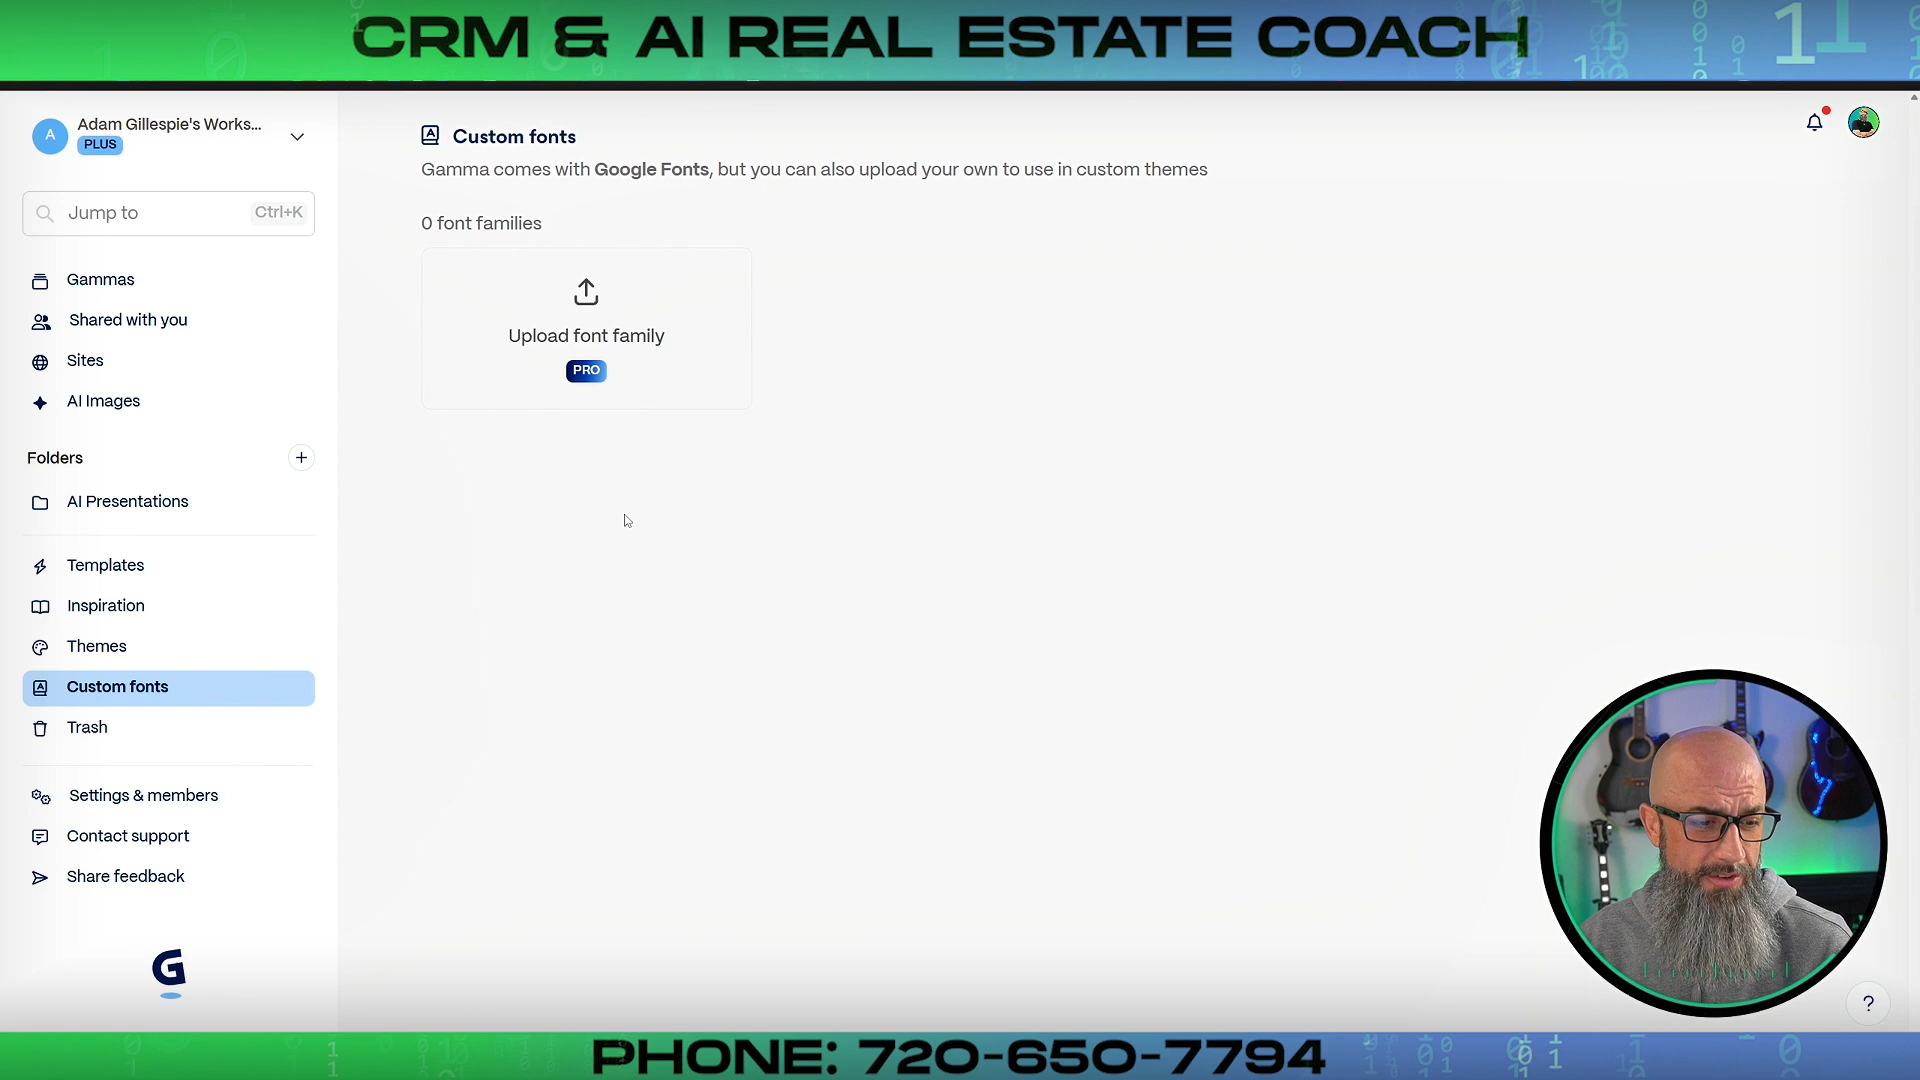 CRM & AI REAL ESTATE COACH
A
Adam Gillespie's Works...
PLUS
Jump to
Ctrl+K
Gammas
Shared with you
Sites
AI Images
Folders
AI Presentations
Templates
Inspiration
Themes
Custom fonts
Trash
Settings & members
Contact support
Share feedback
G
Custom fonts
Gamma comes with Google Fonts, but you can also upload your own to use in custom themes
0 font families
Upload font family
PRO
?
PHONE: 720-650-7794